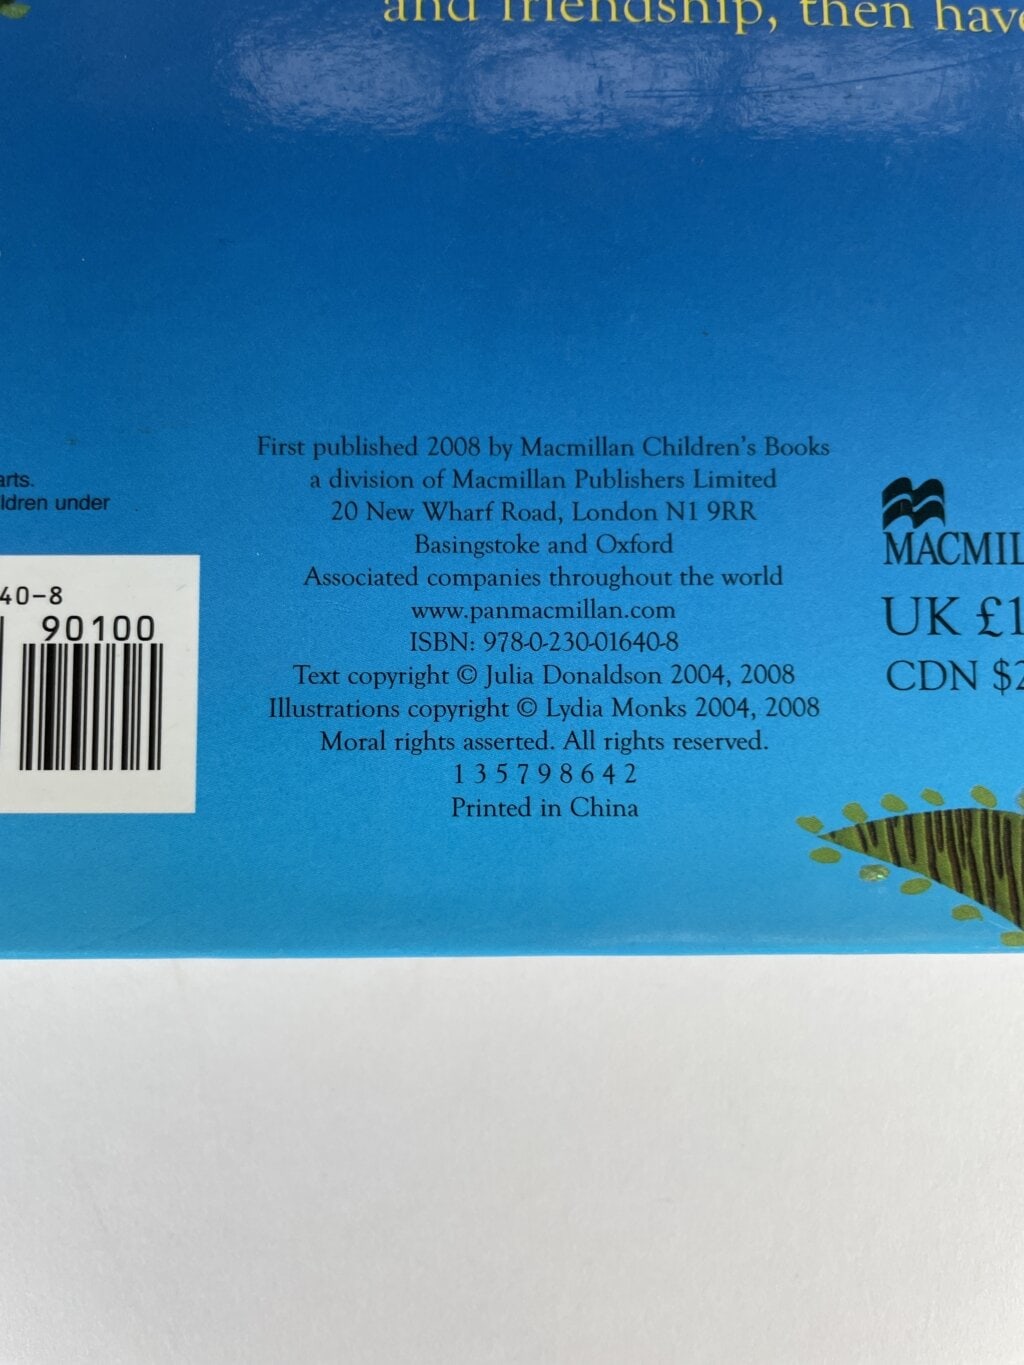 and friendship, then have
arts.
ldren under
40-8
90100
First published 2008 by Macmillan Children's Books
a division of Macmillan Publishers Limited
20 New Wharf Road, London N1 9RR
Basingstoke and Oxford
Associated companies throughout the world
www.panmacmillan.com
ISBN: 978-0-230-01640-8
Text copyright © Julia Donaldson 2004, 2008
Illustrations copyright © Lydia Monks 2004, 2008
Moral rights asserted. All rights reserved.
1 3 5 7 9 8 6 4 2
Printed in China
MACMIL
UK £1
CDN $2